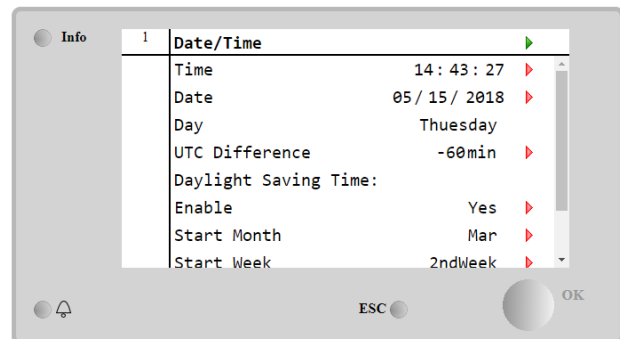 Info
1 Date/Time
Time 14:43:27
Date 05/15/2018
Day Thuesday
UTC Difference -60min
Daylight Saving Time:
Enable Yes
Start Month Mar
Start Week 2ndWeek
ESC
OK